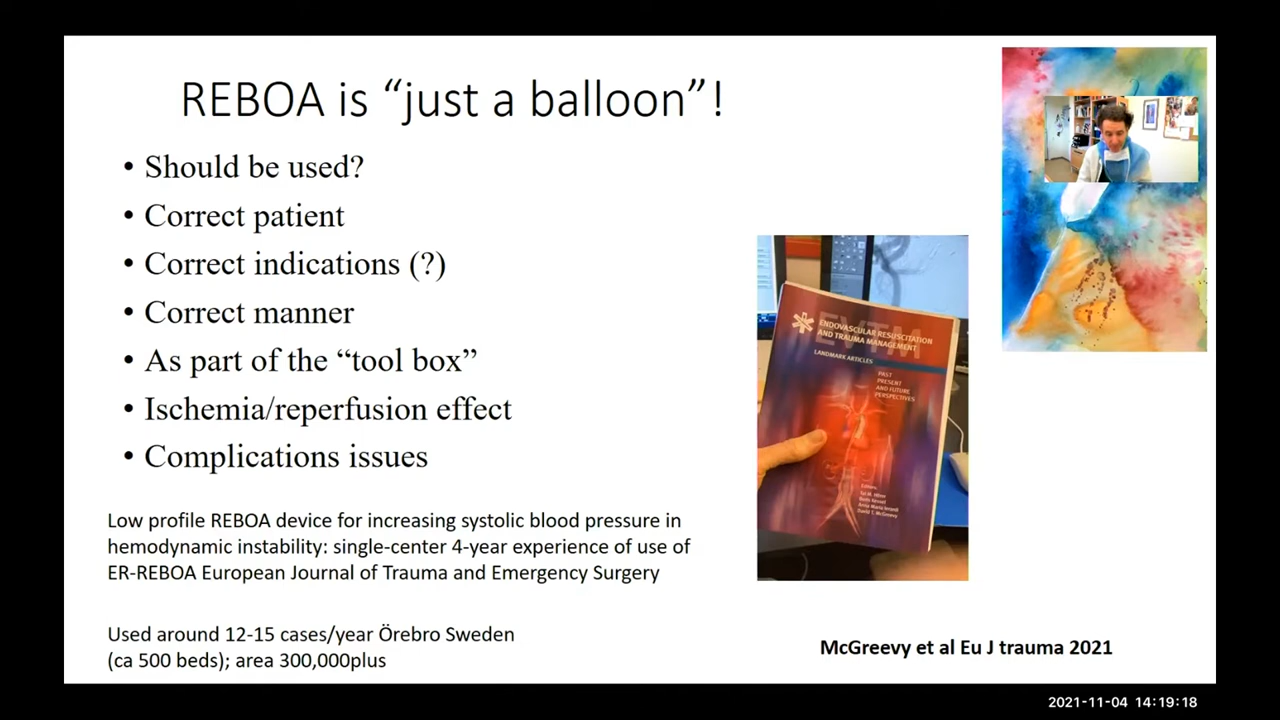 REBOA is “just a balloon”!
• Should be used?
• Correct patient
• Correct indications (?)
• Correct manner
• As part of the “tool box”
• Ischemia/reperfusion effect
• Complications issues
Low profile REBOA device for increasing systolic blood pressure in
hemodynamic instability: single-center 4-year experience of use of
ER-REBOA European Journal of Trauma and Emergency Surgery
Used around 12-15 cases/year Örebro Sweden
(ca 500 beds); area 300,000plus
EVTM
ENDOVASCULAR RESUSCITATION
AND TRAUMA MANAGEMENT
LANDMARK ARTICLES
PAST
PRESENT
AND FUTURE
PERSPECTIVES
Editors
McGreevy et al Eu J trauma 2021
2021-11-04 14:19:18